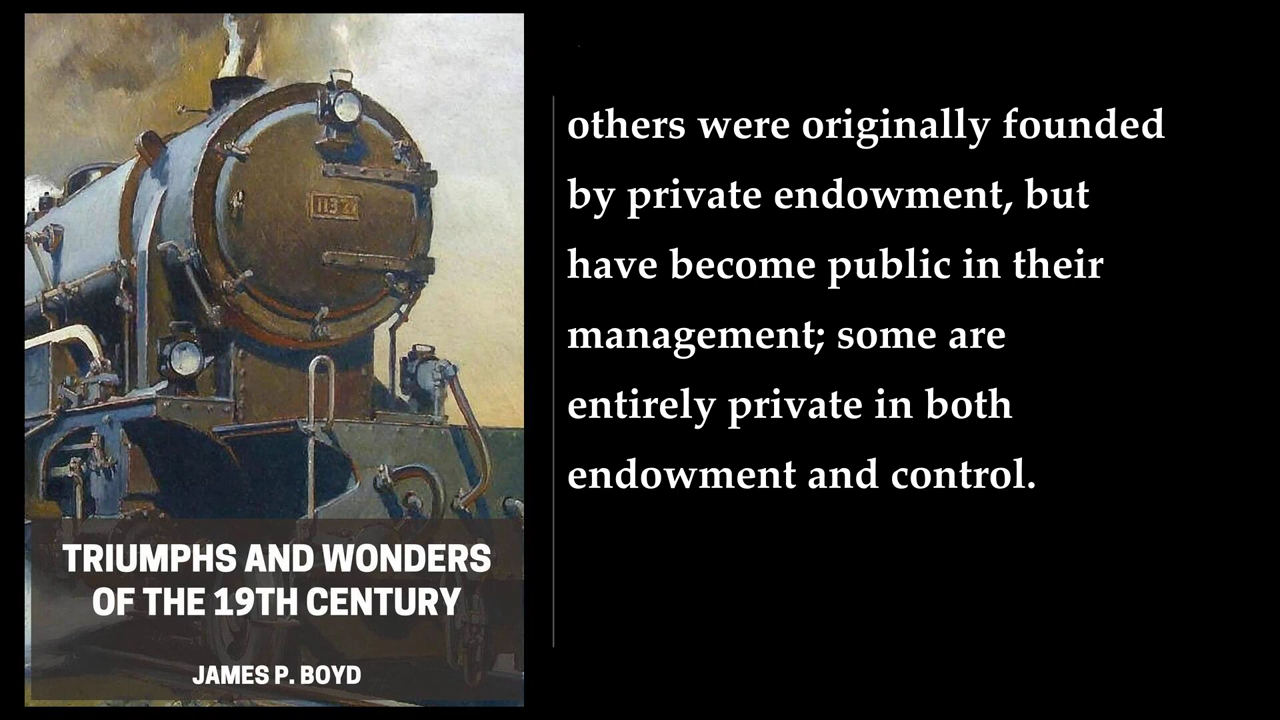 others were originally founded
by private endowment, but
have become public in their
management; some are
entirely private in both
endowment and control.
TRIUMPHS AND WONDERS
OF THE 19TH CENTURY
JAMES P. BOYD